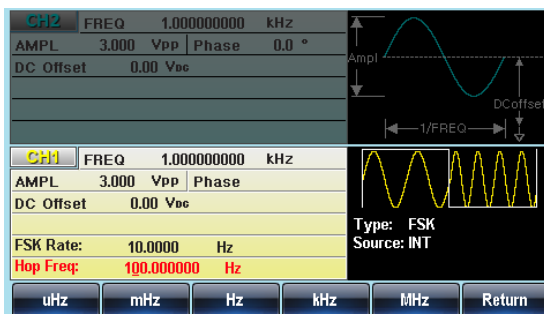 CH2 FREQ 1.000000000 kHz
AMPL 3.000 Vpp Phase 0.0 °
DC Offset 0.00 VDC
Ampl
DCoffset
1/FREQ
CH1 FREQ 1.000000000 kHz
AMPL 3.000 Vpp Phase
DC Offset 0.00 VDC
FSK Rate: 10.0000 Hz
Hop Freq: 100.000000 Hz
Type: FSK
Source: INT
uHz mHz Hz kHz MHz Return